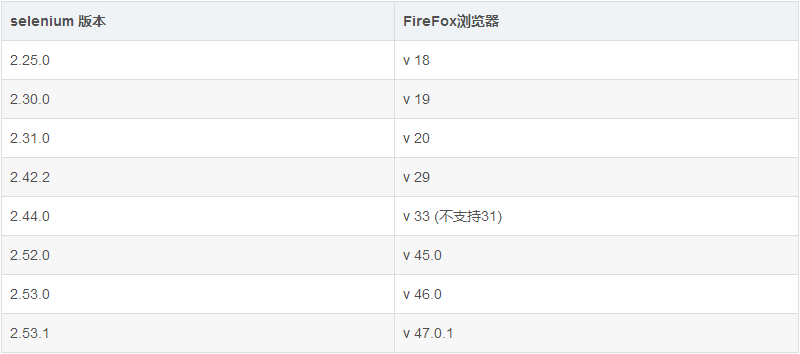 selenium 版本 FireFox浏览器
2.25.0 v 18
2.30.0 v 19
2.31.0 v 20
2.42.2 v 29
2.44.0 v 33 (不支持31)
2.52.0 v 45.0
2.53.0 v 46.0
2.53.1 v 47.0.1